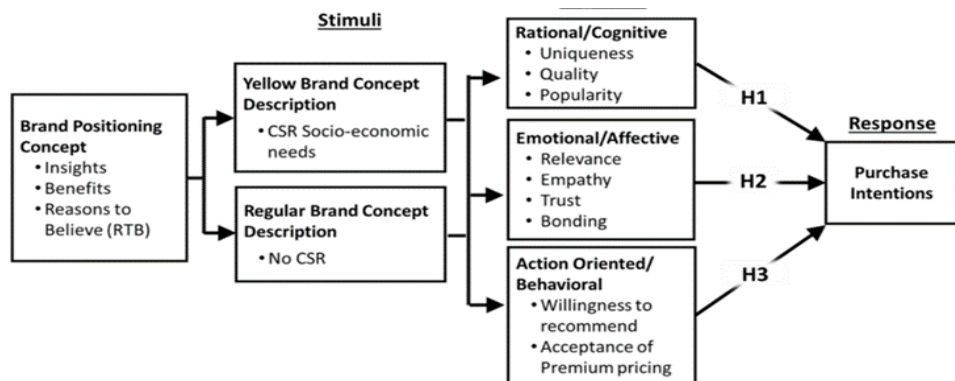 Stimuli
Brand Positioning
Concept
• Insights
• Benefits
• Reasons to
Believe (RTB)
Yellow Brand Concept
Description
• CSR Socio-economic
needs
Regular Brand Concept
Description
• No CSR
Rational/Cognitive
• Uniqueness
• Quality
• Popularity
Emotional/Affective
• Relevance
• Empathy
• Trust
• Bonding
Action Oriented/
Behavioral
• Willingness to
recommend
• Acceptance of
Premium pricing
H1
H2
H3
Response
Purchase
Intentions